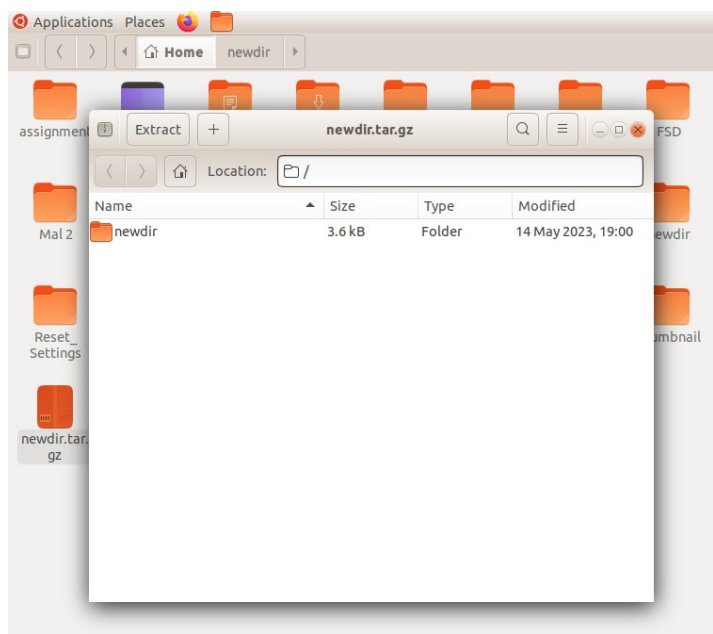 Applications Places
Home newdir
assignment
Extract + newdir.tar.gz
FSD
Location: /
Name Size Type Modified
newdir 3.6 kB Folder 14 May 2023, 19:00
Mal 2
ewdir
Reset_
Settings
umbnail
newdir.tar.
gz